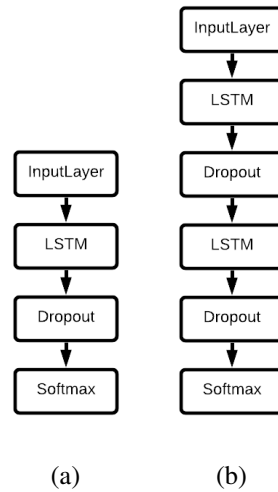 InputLayer
LSTM
Dropout
Softmax
(a)
InputLayer
LSTM
Dropout
LSTM
Dropout
Softmax
(b)